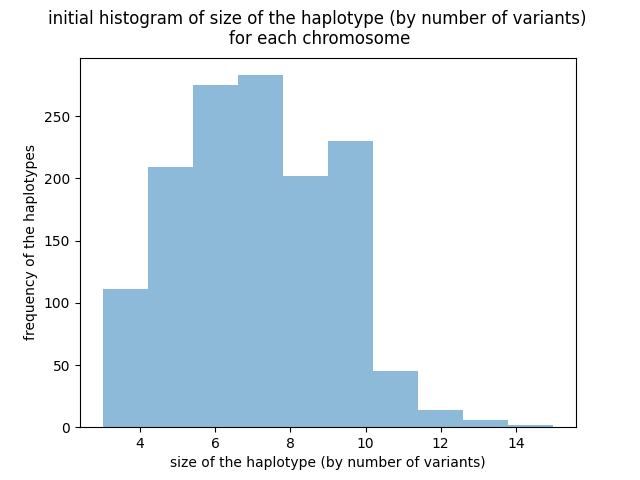 initial histogram of size of the haplotype (by number of variants)
for each chromosome
frequency of the haplotypes
250
200
150
100
50
0
4 6 8 10 12 14
size of the haplotype (by number of variants)